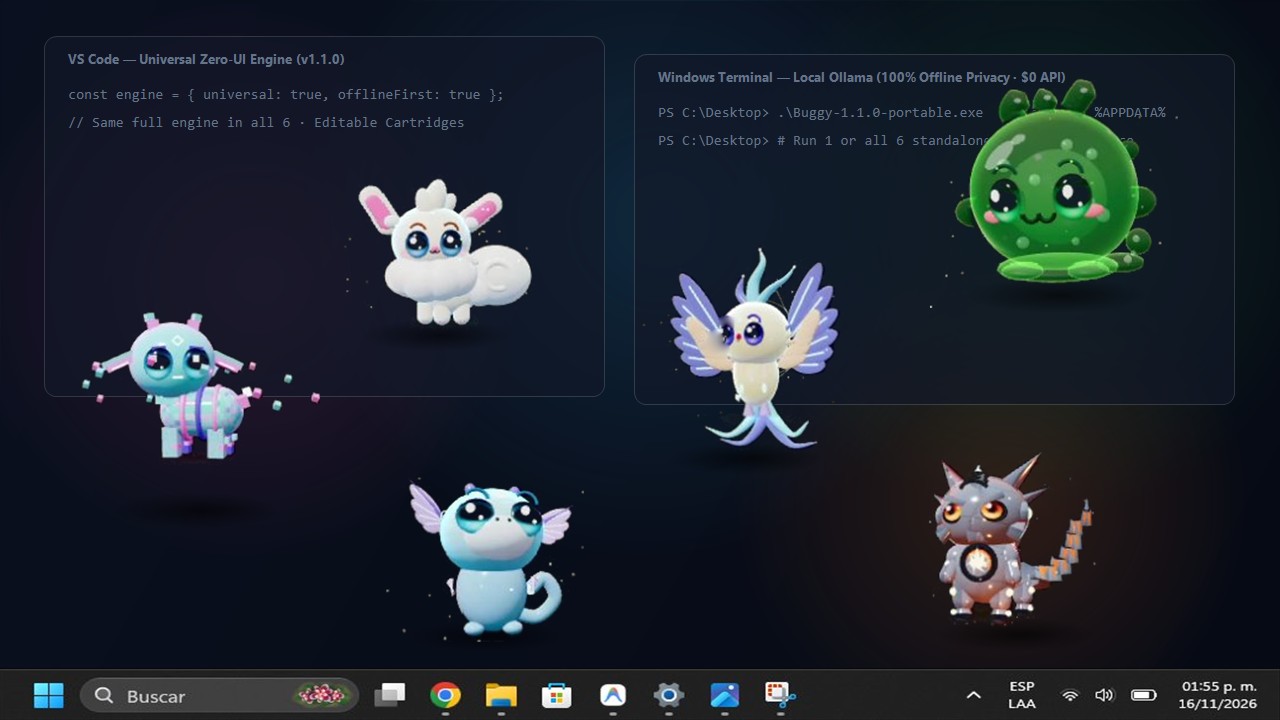 VS Code — Universal Zero-UI Engine (v1.1.0)
const engine = { universal: true, offlineFirst: true };
// Same full engine in all 6 · Editable Cartridges
Windows Terminal — Local Ollama (100% Offline Privacy · $0 API)
PS C:\Desktop> .\Buggy-1.1.0-portable.exe %APPDATA%
PS C:\Desktop> # Run 1 or all 6 standalone
Buscar
ESP
LAA
01:55 p. m.
16/11/2026